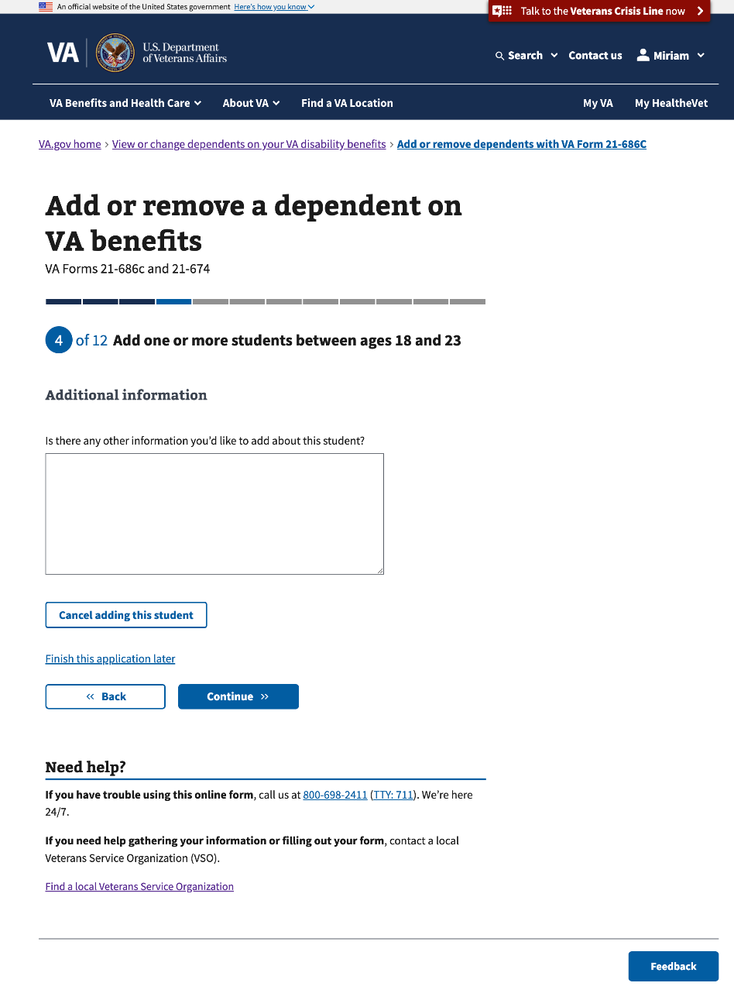 An official website of the United States government Here's how you know
Talk to the Veterans Crisis Line now
VA
U.S. Department
of Veterans Affairs
Search Contact us Miriam
VA Benefits and Health Care About VA Find a VA Location My VA My HealtheVet
VA.gov home › View or change dependents on your VA disability benefits › Add or remove dependents with VA Form 21-686C
Add or remove a dependent on
VA benefits
VA Forms 21-686c and 21-674
4 of 12 Add one or more students between ages 18 and 23
Additional information
Is there any other information you’d like to add about this student?
Cancel adding this student
Finish this application later
« Back Continue »
Need help?
If you have trouble using this online form, call us at 800-698-2411 (TTY: 711). We’re here
24/7.
If you need help gathering your information or filling out your form, contact a local
Veterans Service Organization (VSO).
Find a local Veterans Service Organization
Feedback